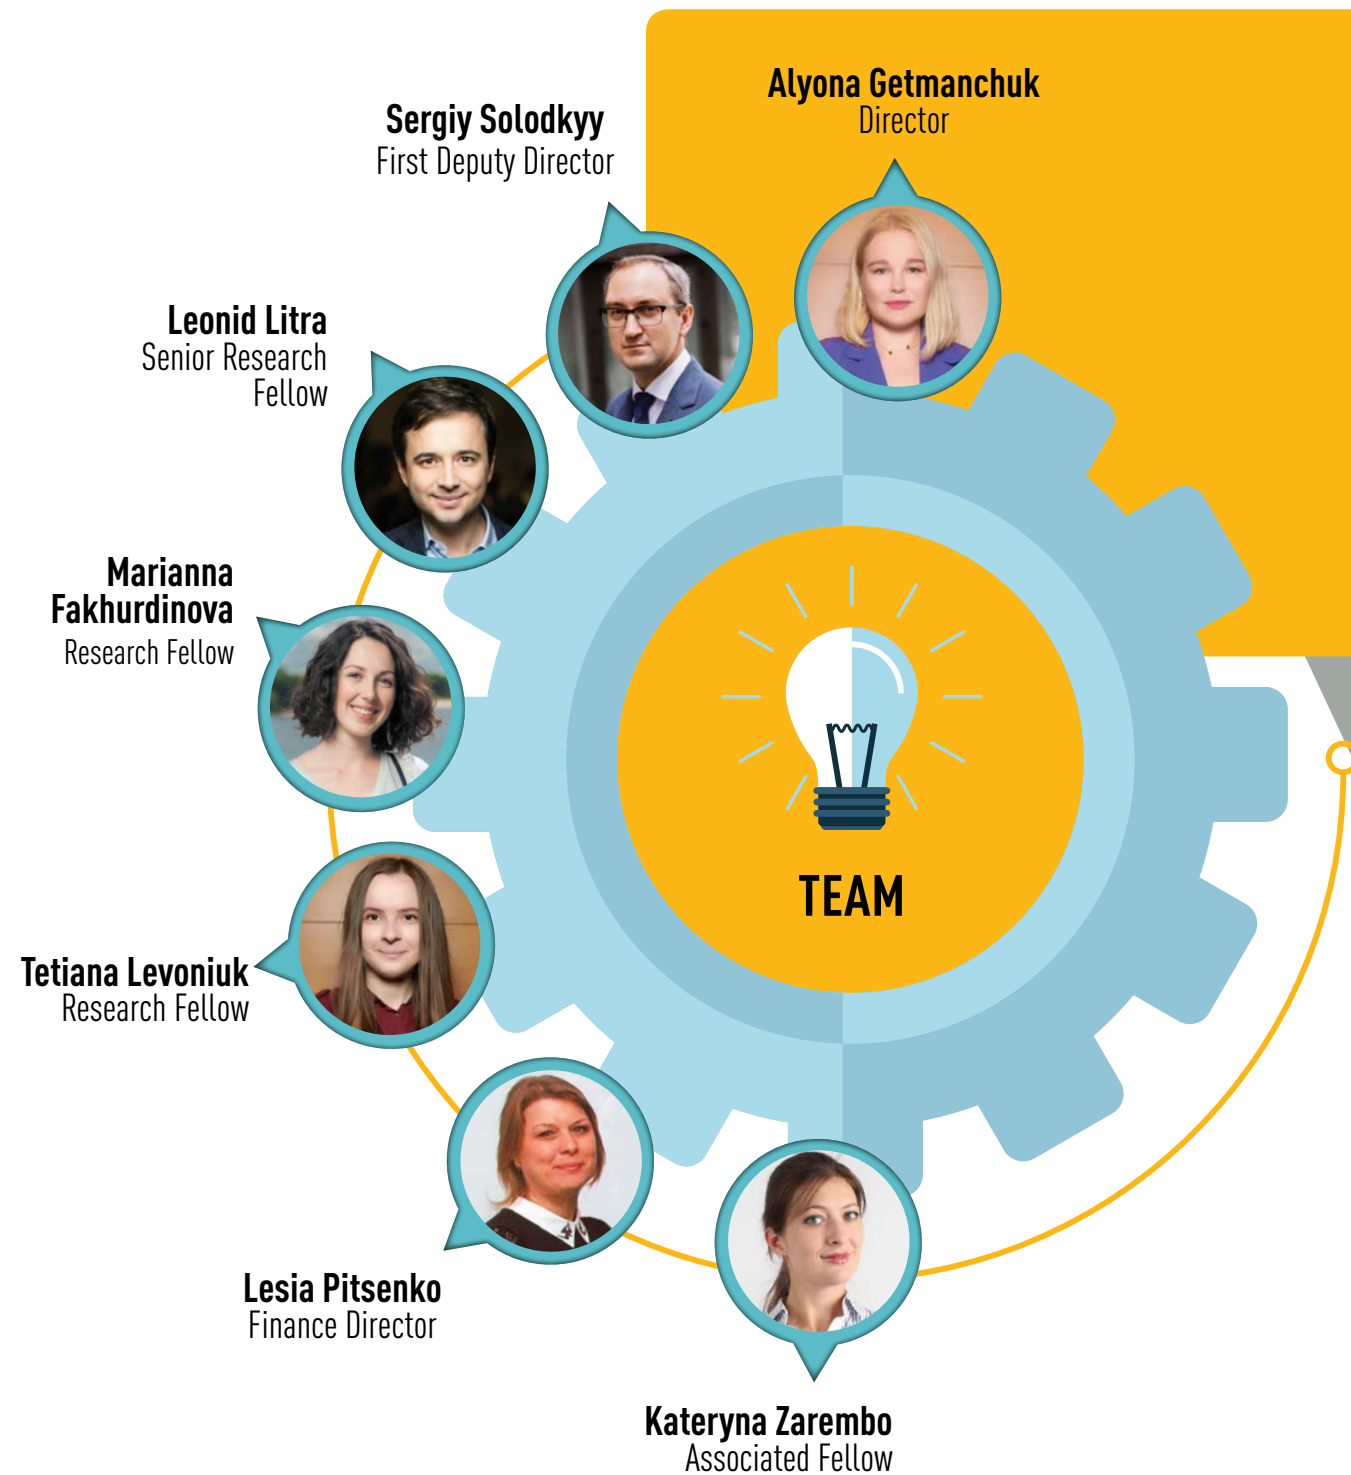 Alyona Getmanchuk
Director
Sergiy Solodkyy
First Deputy Director
Leonid Litra
Senior Research
Fellow
Marianna
Fakhurdinova
Research Fellow
Tetiana Levoniuk
Research Fellow
Lesia Pitsenko
Finance Director
Kateryna Zarembo
Associated Fellow
TEAM